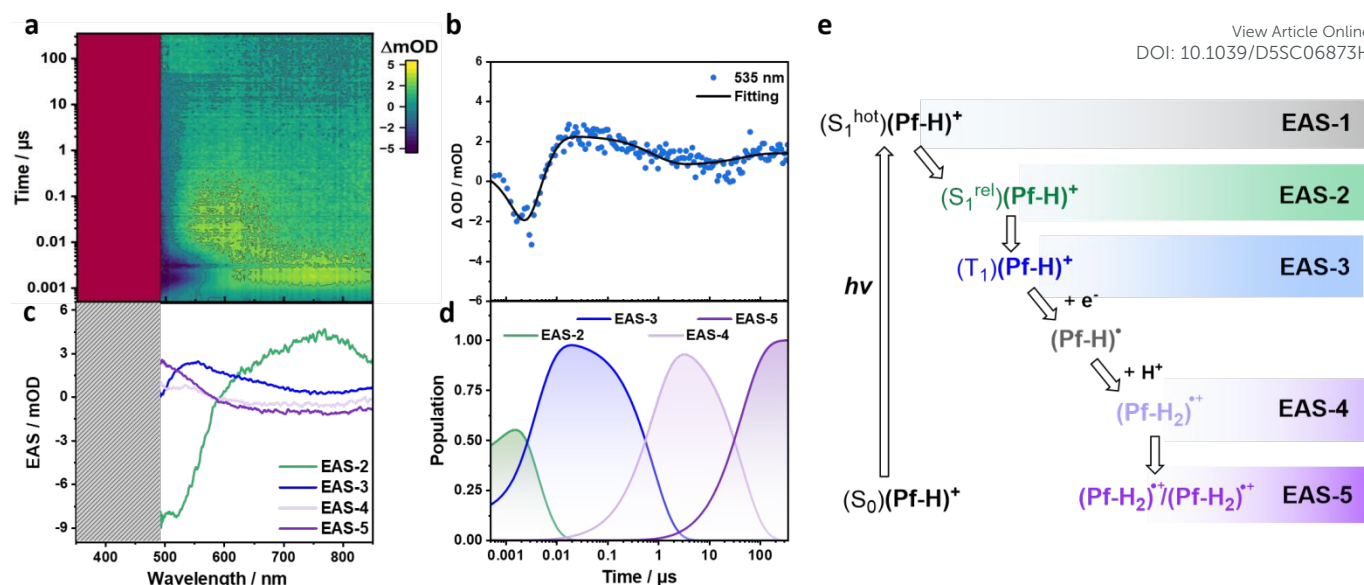 View Article Online
DOI: 10.1039/D5SC06873H
a
ΔmOD
5
3
0
−3
−5
100
10
1
0.1
0.01
0.001
Time / µs
b
535 nm
Fitting
6
4
2
0
−2
−4
−6
Δ OD / mOD
c
6
3
0
-3
-6
-9
EAS / mOD
EAS-2
EAS-3
EAS-4
EAS-5
400 500 600 700 800
Wavelength / nm
d
EAS-3 EAS-5
EAS-2 EAS-4
1.00
0.75
0.50
0.25
0.00
Population
0.001 0.01 0.1 1 10 100
Time / µs
e
(S₁ʰᵒᵗ)(Pf-H)⁺ EAS-1
(S₁ʳᵉˡ)(Pf-H)⁺ EAS-2
(T₁)(Pf-H)⁺ EAS-3
hν
+ e⁻
(Pf-H)•
+ H⁺
(Pf-H₂)•⁺ EAS-4
(S₀)(Pf-H)⁺ (Pf-H₂)•⁺/(Pf-H₂)•⁺ EAS-5